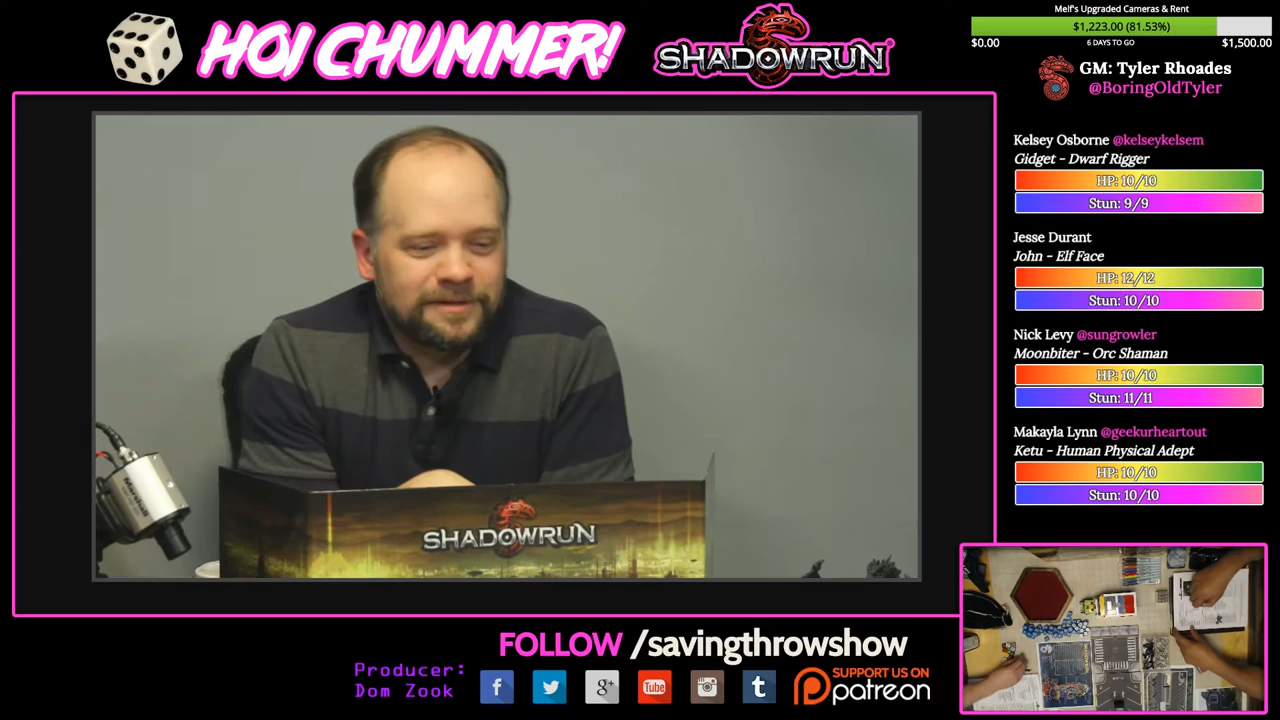 HOI CHUMMER!
SHADOWRUN
Melf's Upgraded Cameras & Rent
$1,223.00 (81.53%)
$0.00
6 DAYS TO GO
$1,500.00
GM: Tyler Rhoades
@BoringOldTyler
Kelsey Osborne @kelseykelsem
Gidget - Dwarf Rigger
HP: 10/10
Stun: 9/9
Jesse Durant
John - Elf Face
HP: 12/12
Stun: 10/10
Nick Levy @sungrowler
Moonbiter - Orc Shaman
HP: 10/10
Stun: 11/11
Makayla Lynn @geekurheartout
Ketu - Human Physical Adept
HP: 10/10
Stun: 10/10
Marshall
SHADOWRUN
FOLLOW /savingthrowshow
Producer:
Dom Zook
f
g+
You Tube
t
SUPPORT US ON
patreon